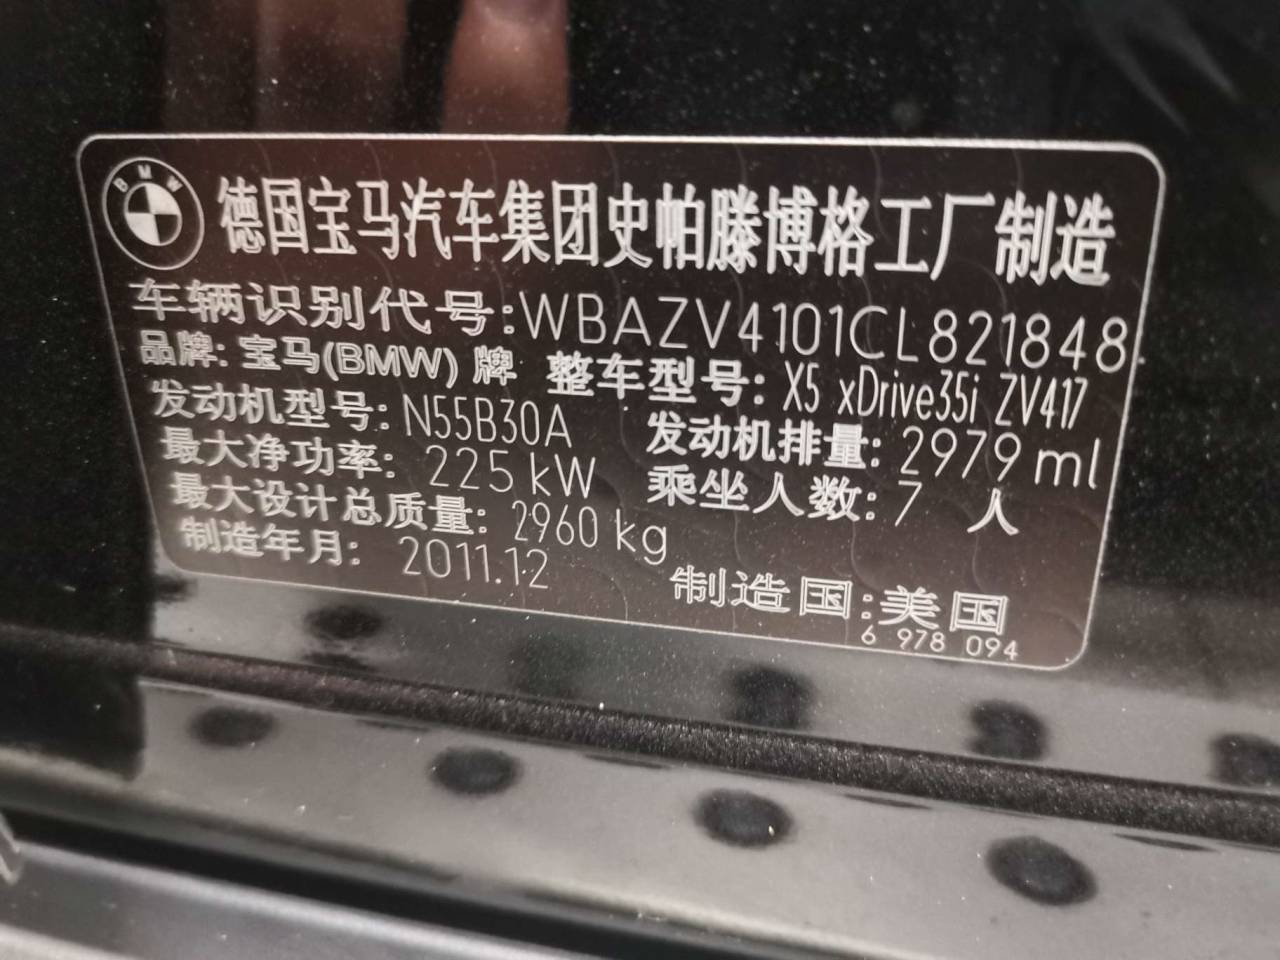 BMW
德国宝马汽车集团史帕滕博格工厂制造
车辆识别代号:WBAZV4101CL821848
品牌: 宝马(BMW) 牌 整车型号: X5 xDrive35i ZV417
发动机型号: N55B30A 发动机排量: 2979 ml
最大净功率: 225 kW 乘坐人数: 7 人
最大设计总质量: 2960 kg
制造年月: 2011.12 制造国:美国
6 978 094